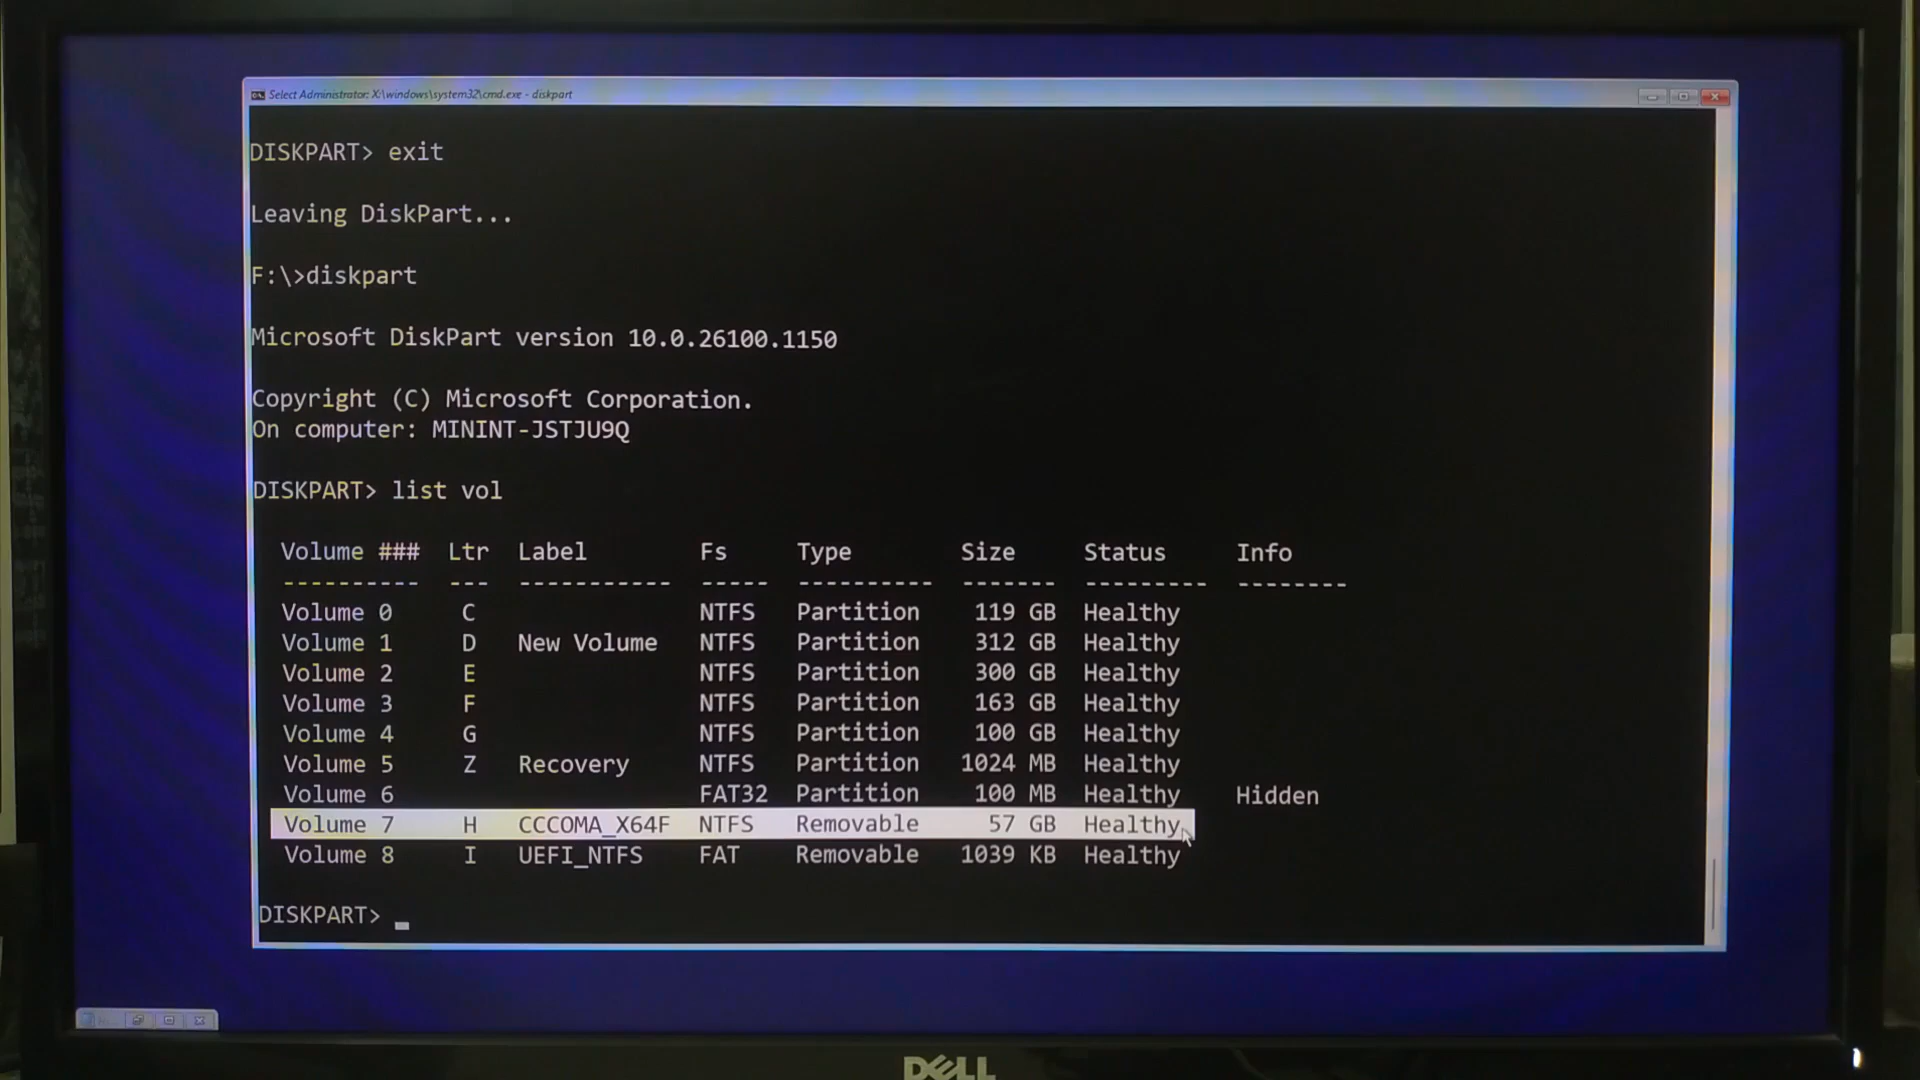 Select Administrator: X:\windows\system32\cmd.exe - diskpart
DISKPART> exit
Leaving DiskPart...
F:\>diskpart
Microsoft DiskPart version 10.0.26100.1150
Copyright (C) Microsoft Corporation.
On computer: MININT-JSTJU9Q
DISKPART> list vol
Volume ### Ltr Label Fs Type Size Status Info
---------- --- ----------- ----- ---------- ------- --------- --------
Volume 0 C NTFS Partition 119 GB Healthy
Volume 1 D New Volume NTFS Partition 312 GB Healthy
Volume 2 E NTFS Partition 300 GB Healthy
Volume 3 F NTFS Partition 163 GB Healthy
Volume 4 G NTFS Partition 100 GB Healthy
Volume 5 Z Recovery NTFS Partition 1024 MB Healthy
Volume 6 FAT32 Partition 100 MB Healthy Hidden
Volume 7 H CCCOMA_X64F NTFS Removable 57 GB Healthy
Volume 8 I UEFI_NTFS FAT Removable 1039 KB Healthy
DISKPART> _
DELL